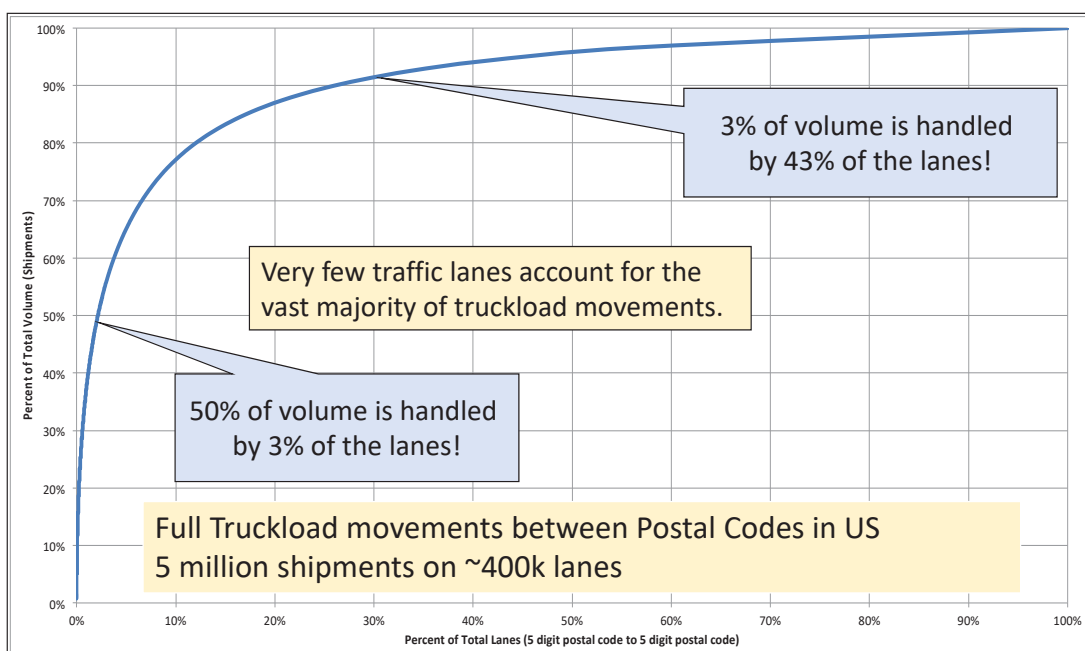 100%
90%
80%
70%
60%
50%
40%
30%
20%
10%
0%
Percent of Total Volume (Shipments)
3% of volume is handled
by 43% of the lanes!
Very few traffic lanes account for the
vast majority of truckload movements.
50% of volume is handled
by 3% of the lanes!
Full Truckload movements between Postal Codes in US
5 million shipments on ~400k lanes
0% 10% 20% 30% 40% 50% 60% 70% 80% 90% 100%
Percent of Total Lanes (5 digit postal code to 5 digit postal code)